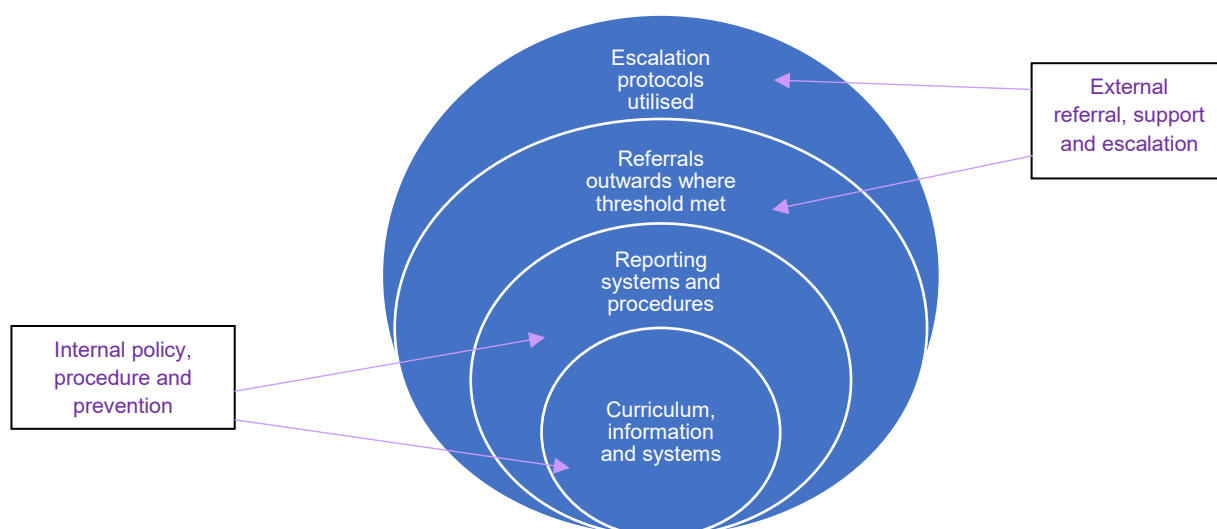 Escalation
protocols
utilised
External
referral, support
and escalation
Referrals
outwards where
threshold met
Reporting
systems and
procedures
Internal policy,
procedure and
prevention
Curriculum,
information
and systems